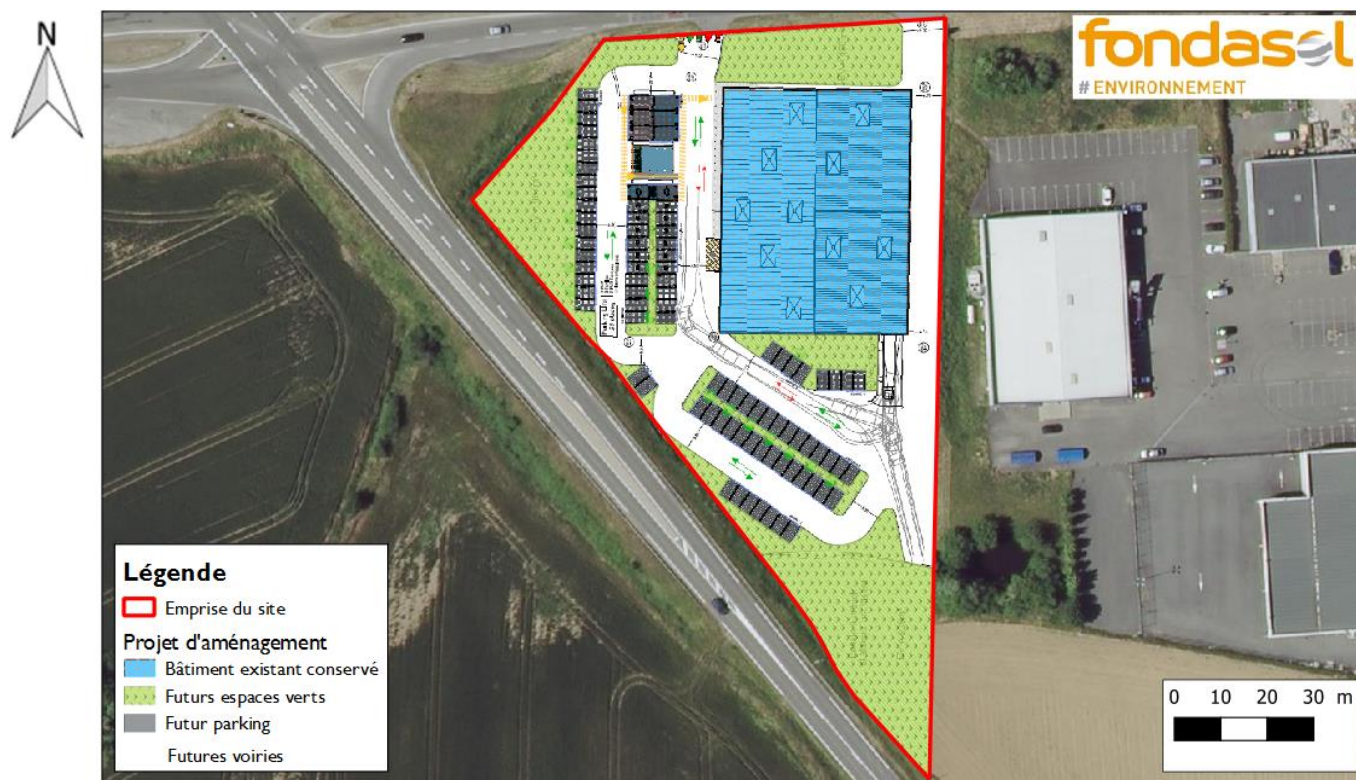 N
fondasol
# ENVIRONNEMENT
Légende
Emprise du site
Projet d'aménagement
Bâtiment existant conservé
Futurs espaces verts
Futur parking
Futures voiries
0 10 20 30 m